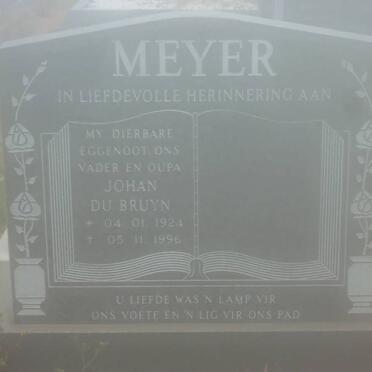 MEYER
IN LIEFDEVOLLE HERINNERING AAN
MY DIERBARE
EGGENOOT, ONS
VADER EN OUPA
JOHAN
DU BRUYN
* 04. 01. 1924
† 05. 11. 1996
U LIEFDE WAS 'N LAMP VIR
ONS VOETE EN 'N LIG VIR ONS PAD